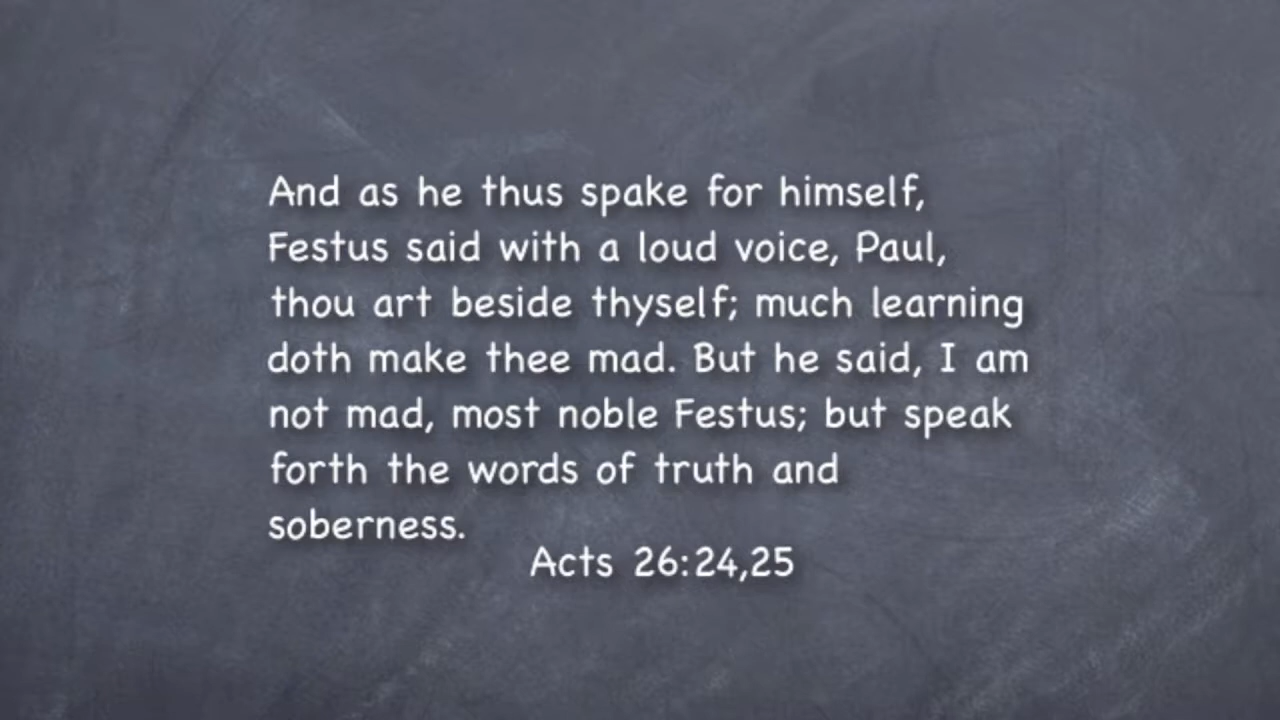 And as he thus spake for himself,
Festus said with a loud voice, Paul,
thou art beside thyself; much learning
doth make thee mad. But he said, I am
not mad, most noble Festus; but speak
forth the words of truth and
soberness.
Acts 26:24,25